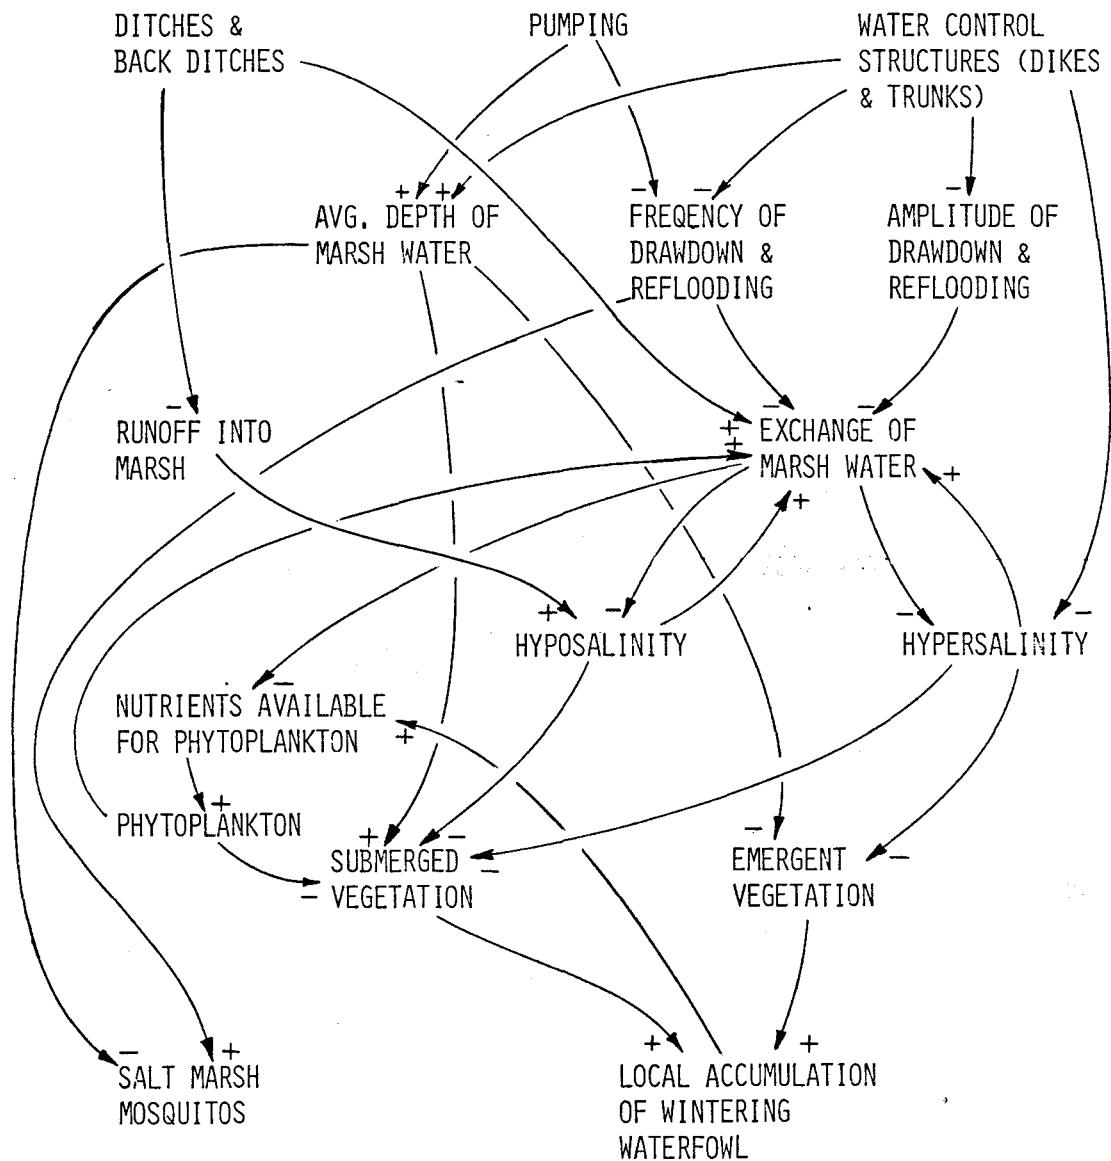 DITCHES &
BACK DITCHES
PUMPING
WATER CONTROL
STRUCTURES (DIKES
& TRUNKS)
+ +
AVG. DEPTH OF
MARSH WATER
− −
FREQENCY OF
DRAWDOWN &
REFLOODING
−
AMPLITUDE OF
DRAWDOWN &
REFLOODING
−
RUNOFF INTO
MARSH
− −
+
+
EXCHANGE OF
MARSH WATER
+
+
+ −
HYPOSALINITY
− −
HYPERSALINITY
−
NUTRIENTS AVAILABLE
FOR PHYTOPLANKTON
+
+
PHYTOPLANKTON
+ −
SUBMERGED
−
− VEGETATION
−
EMERGENT
−
VEGETATION
− +
SALT MARSH
MOSQUITOS
+ +
LOCAL ACCUMULATION
OF WINTERING
WATERFOWL